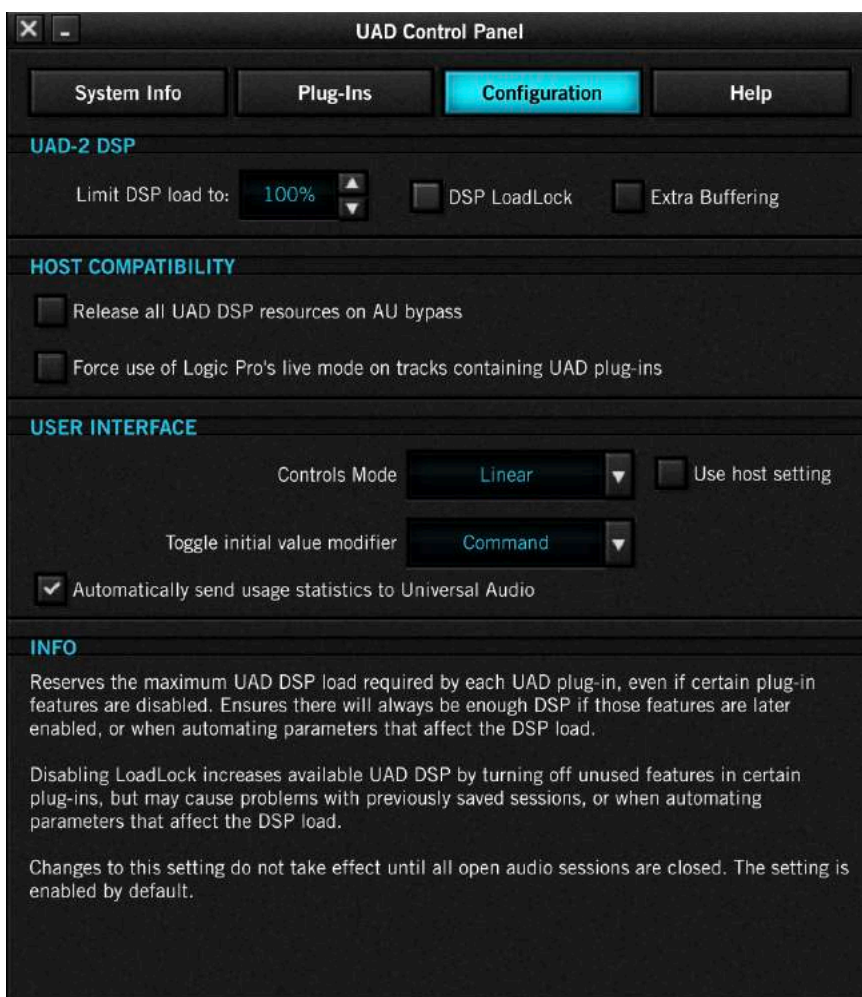 UAD Control Panel
System Info
Plug-Ins
Configuration
Help
UAD-2 DSP
Limit DSP load to:
100%
DSP LoadLock
Extra Buffering
HOST COMPATIBILITY
Release all UAD DSP resources on AU bypass
Force use of Logic Pro's live mode on tracks containing UAD plug-ins
USER INTERFACE
Controls Mode
Linear
Use host setting
Toggle initial value modifier
Command
Automatically send usage statistics to Universal Audio
INFO
Reserves the maximum UAD DSP load required by each UAD plug-in, even if certain plug-in
features are disabled. Ensures there will always be enough DSP if those features are later
enabled, or when automating parameters that affect the DSP load.
Disabling LoadLock increases available UAD DSP by turning off unused features in certain
plug-ins, but may cause problems with previously saved sessions, or when automating
parameters that affect the DSP load.
Changes to this setting do not take effect until all open audio sessions are closed. The setting is
enabled by default.